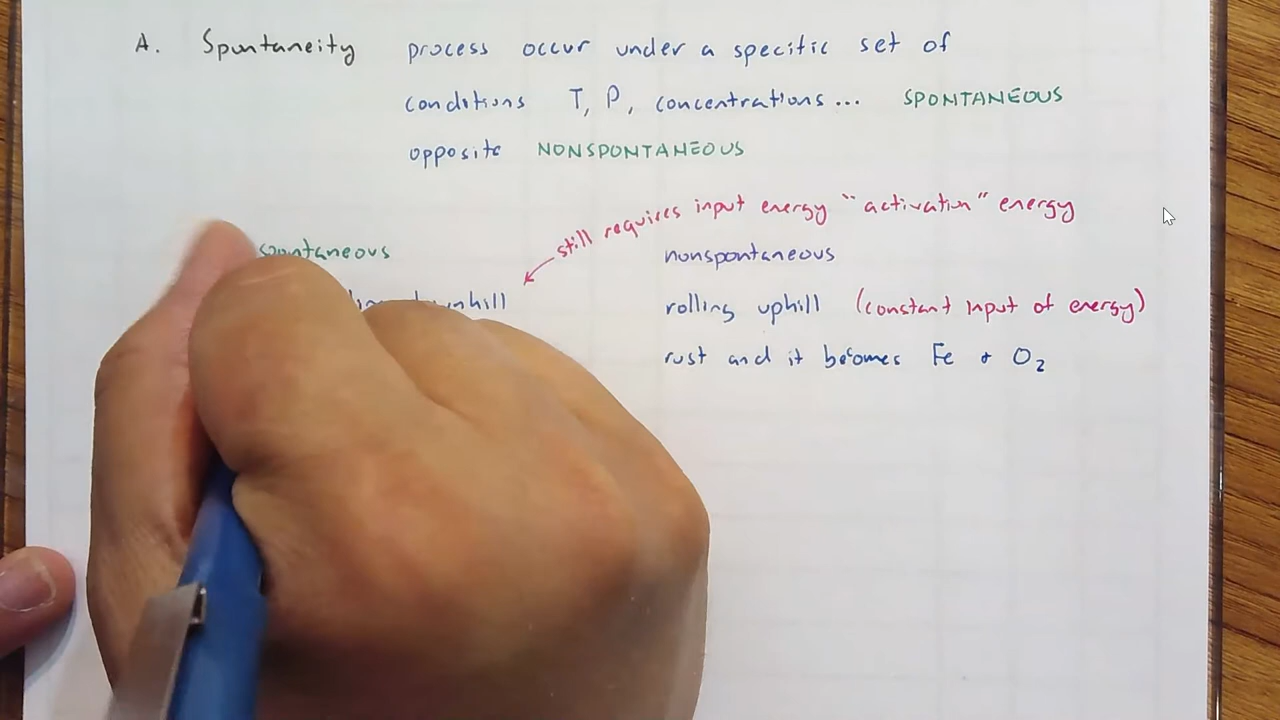 A. Spontaneity process occur under a specific set of
conditions T, P, concentrations... SPONTANEOUS
opposite NONSPONTANEOUS
still requires input energy "activation" energy
spontaneous nonspontaneous
rolling uphill (constant input of energy)
rust and it becomes Fe + O2